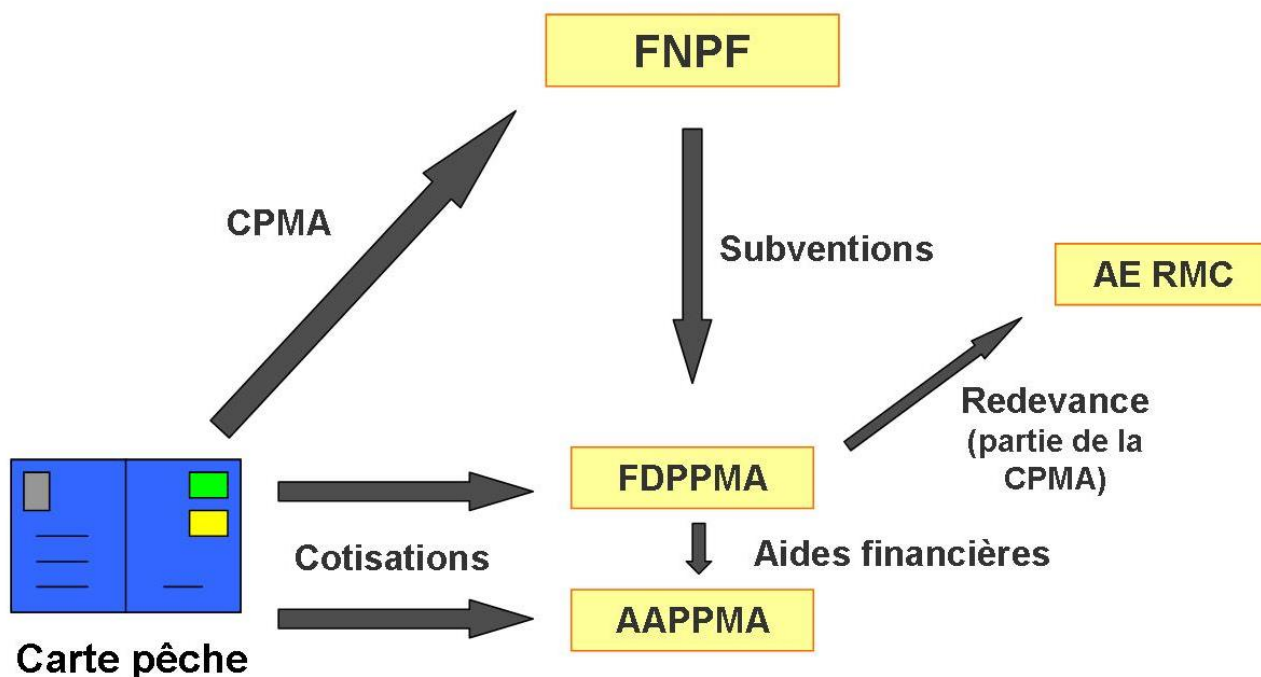 FNPF
CPMA
Subventions
AE RMC
Redevance
(partie de la
CPMA)
FDPPMA
Cotisations
Aides financières
AAPPMA
Carte pêche